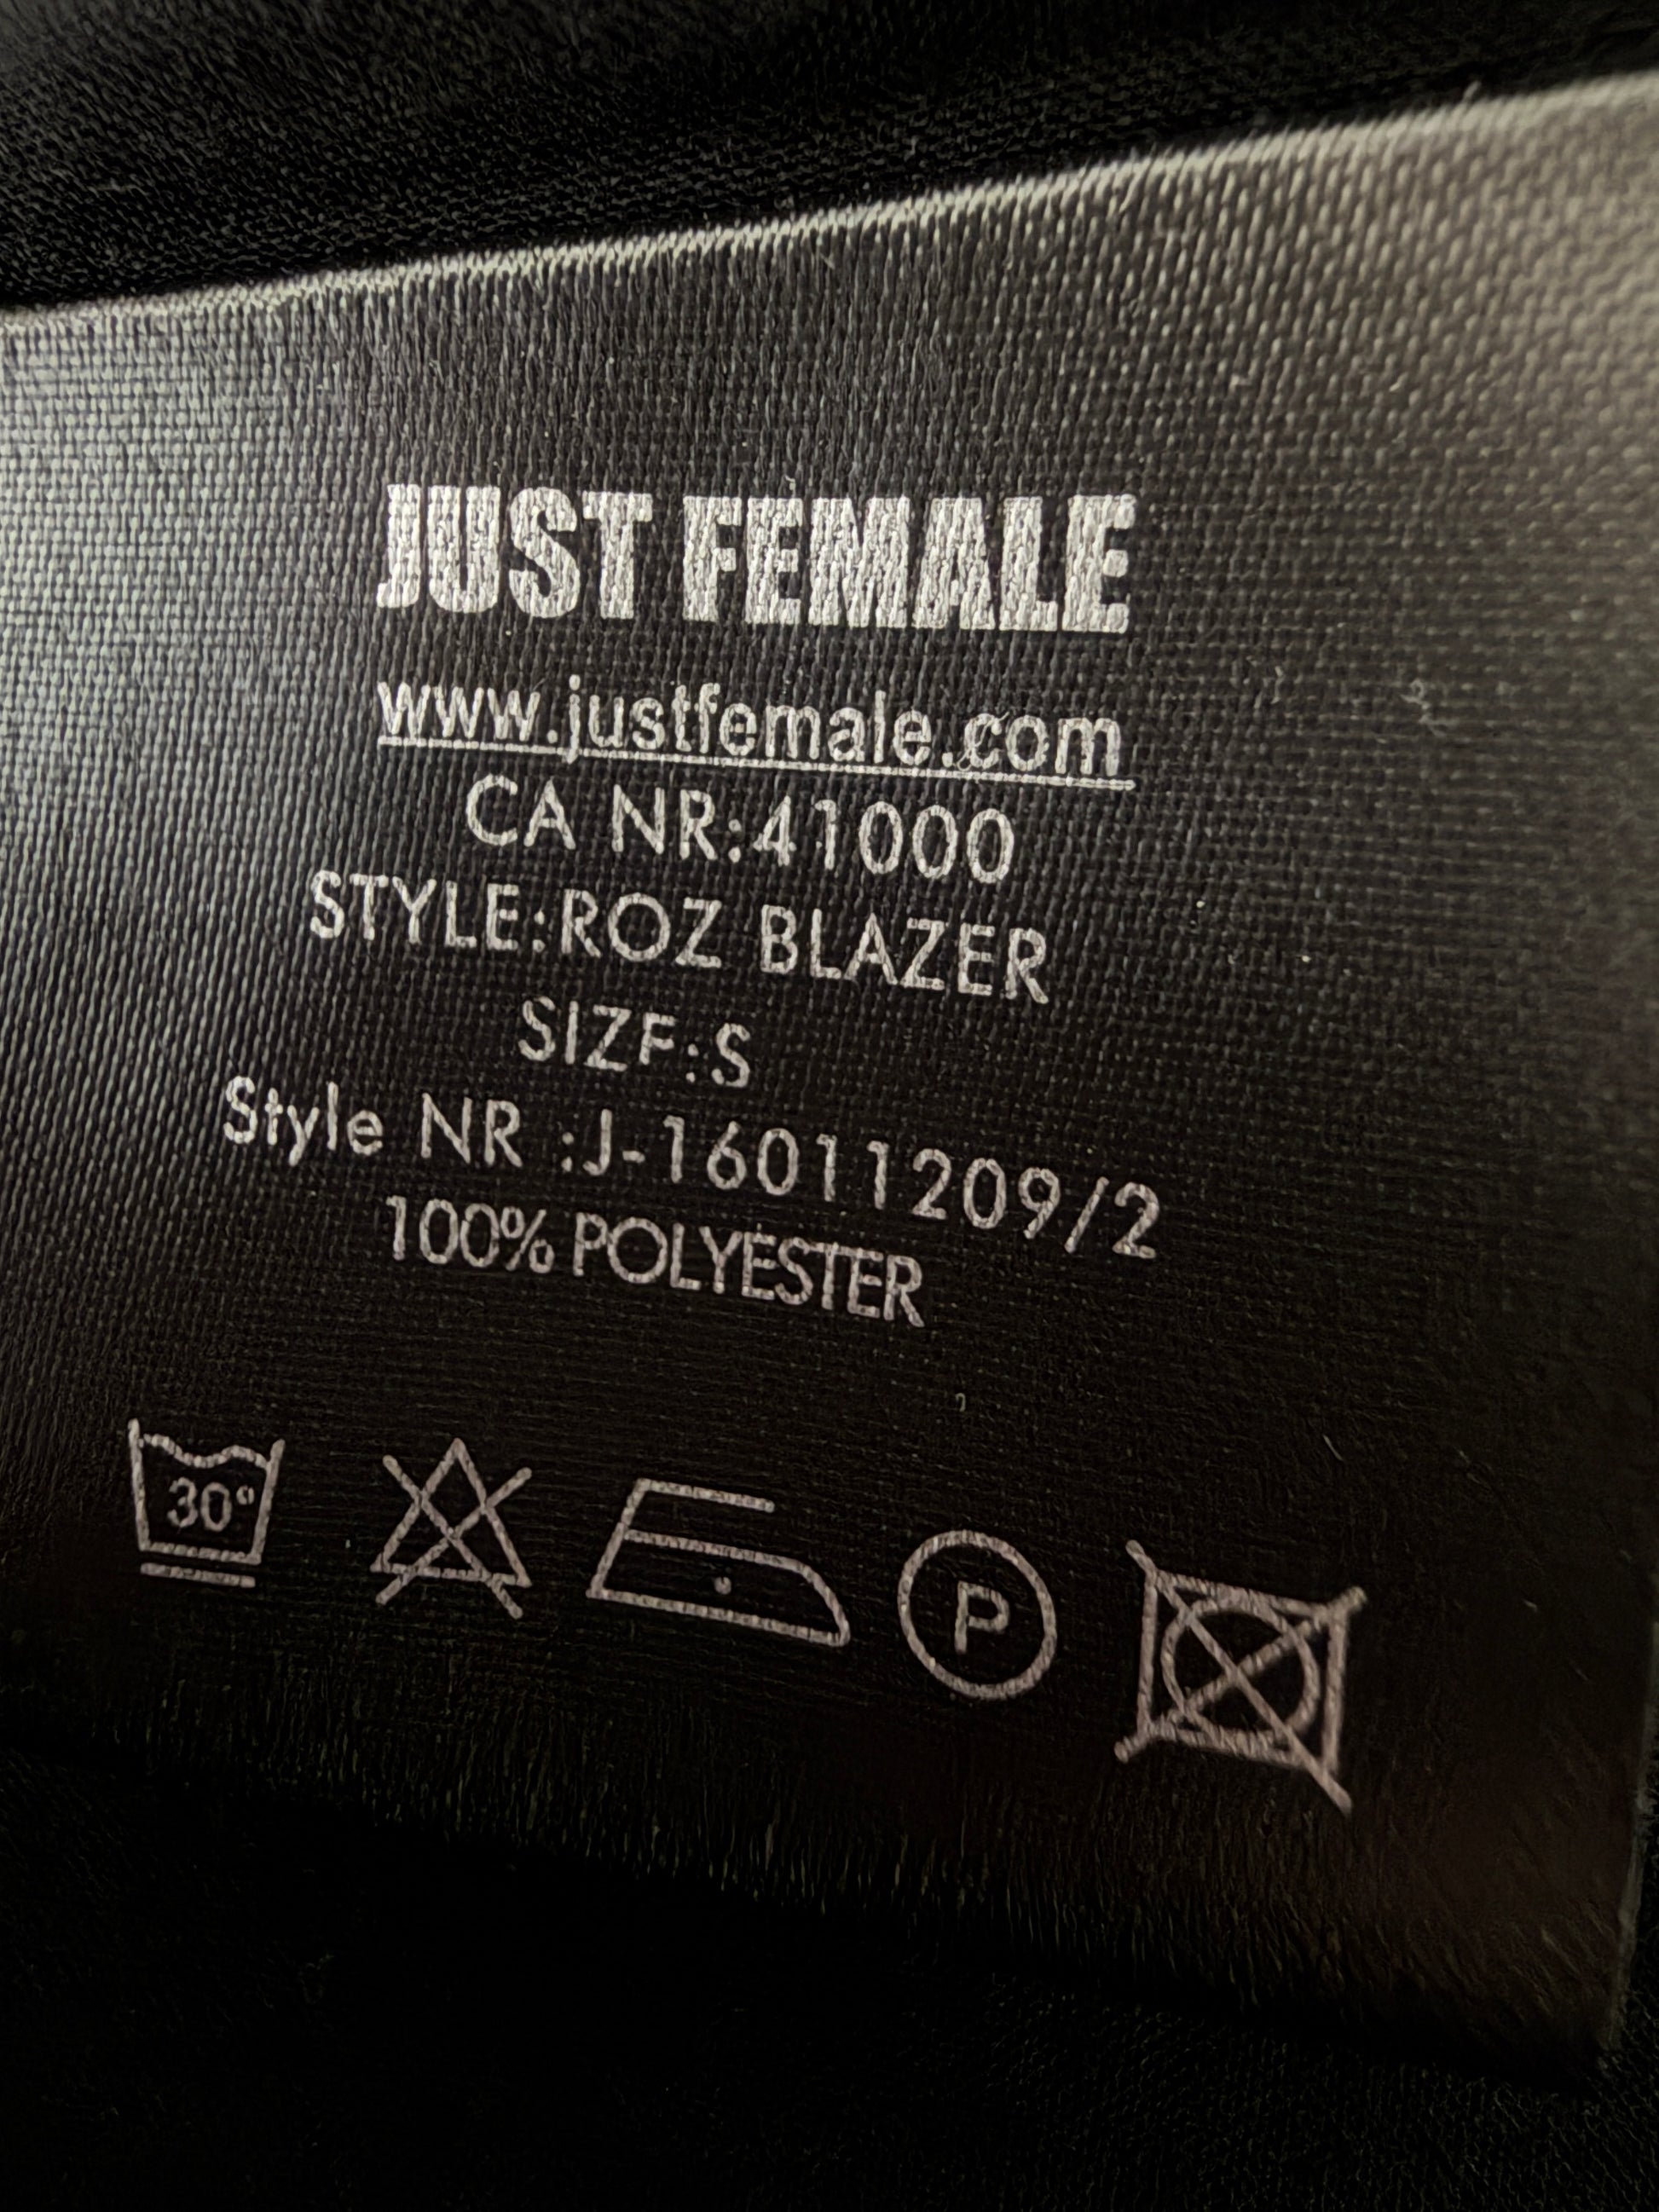 JUST FEMALE
www.justfemale.com
CA NR:41000
STYLE:ROZ BLAZER
SIZF:S
Style NR :J-16011209/2
100% POLYESTER
30°
P